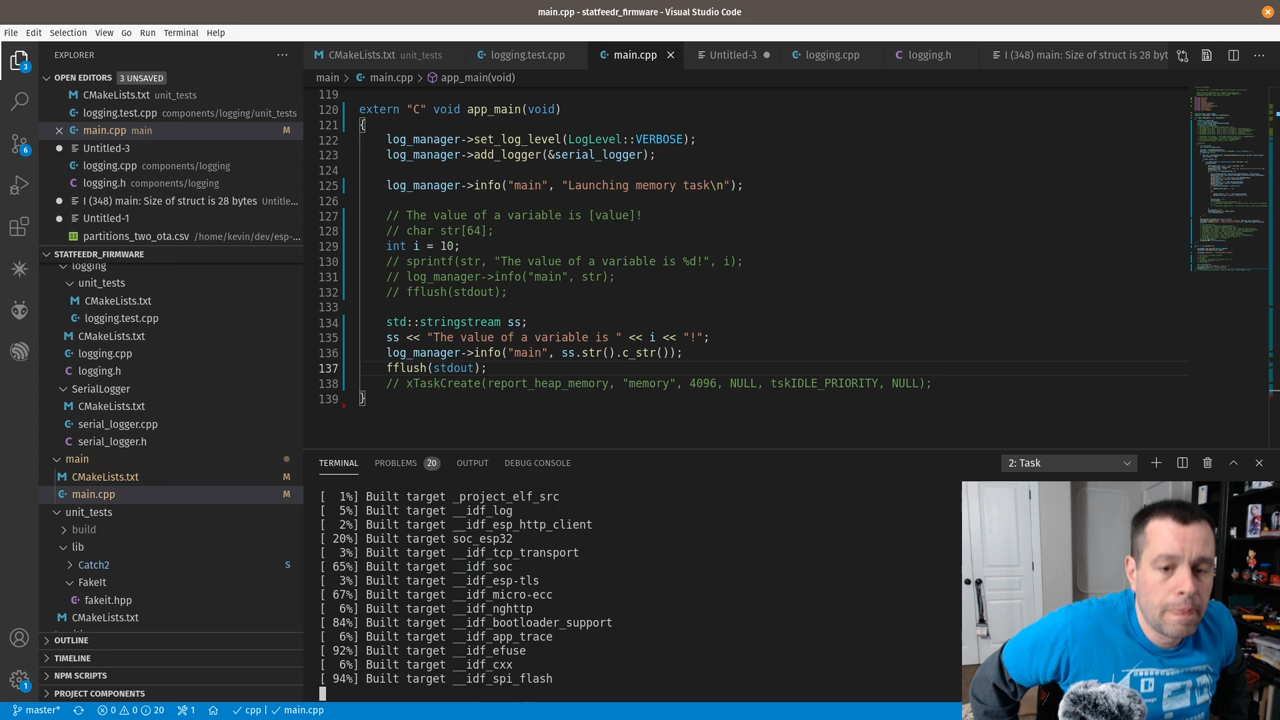 main.cpp - statfeedr_firmware - Visual Studio Code
File Edit Selection View Go Run Terminal Help
EXPLORER
CMakeLists.txt unit_tests
logging.test.cpp
main.cpp
Untitled-3
logging.cpp
logging.h
I (348) main: Size of struct is 28 byt
OPEN EDITORS 3 UNSAVED
main > main.cpp > app_main(void)
CMakeLists.txt unit_tests
logging.test.cpp components/logging/unit_tests
main.cpp main M
Untitled-3
logging.cpp components/logging
logging.h components/logging
I (348) main: Size of struct is 28 bytes Untitle...
Untitled-1
partitions_two_ota.csv /home/kevin/dev/esp-...
STATFEEDR_FIRMWARE
logging
unit_tests
CMakeLists.txt
logging.test.cpp
CMakeLists.txt
logging.cpp
logging.h
SerialLogger
CMakeLists.txt
serial_logger.cpp
serial_logger.h
main
CMakeLists.txt M
main.cpp M
unit_tests
build
lib
Catch2 S
FakeIt
fakeit.hpp
CMakeLists.txt
OUTLINE
TIMELINE
NPM SCRIPTS
PROJECT COMPONENTS
119
120 extern "C" void app_main(void)
121 {
122 log_manager->set_log_level(LogLevel::VERBOSE);
123 log_manager->add_logger(&serial_logger);
124
125 log_manager->info("main", "Launching memory task\n");
126
127 // The value of a variable is [value]!
128 // char str[64];
129 int i = 10;
130 // sprintf(str, "The value of a variable is %d!", i);
131 // log_manager->info("main", str);
132 // fflush(stdout);
133
134 std::stringstream ss;
135 ss << "The value of a variable is " << i << "!";
136 log_manager->info("main", ss.str().c_str());
137 fflush(stdout);
138 // xTaskCreate(report_heap_memory, "memory", 4096, NULL, tskIDLE_PRIORITY, NULL);
139 }
TERMINAL PROBLEMS 20 OUTPUT DEBUG CONSOLE 2: Task
[ 1%] Built target _project_elf_src
[ 5%] Built target __idf_log
[ 2%] Built target __idf_esp_http_client
[ 20%] Built target soc_esp32
[ 3%] Built target __idf_tcp_transport
[ 65%] Built target __idf_soc
[ 3%] Built target __idf_esp-tls
[ 67%] Built target __idf_micro-ecc
[ 6%] Built target __idf_nghttp
[ 84%] Built target __idf_bootloader_support
[ 6%] Built target __idf_app_trace
[ 92%] Built target __idf_efuse
[ 6%] Built target __idf_cxx
[ 94%] Built target __idf_spi_flash
master* 0 0 20 1 cpp main.cpp